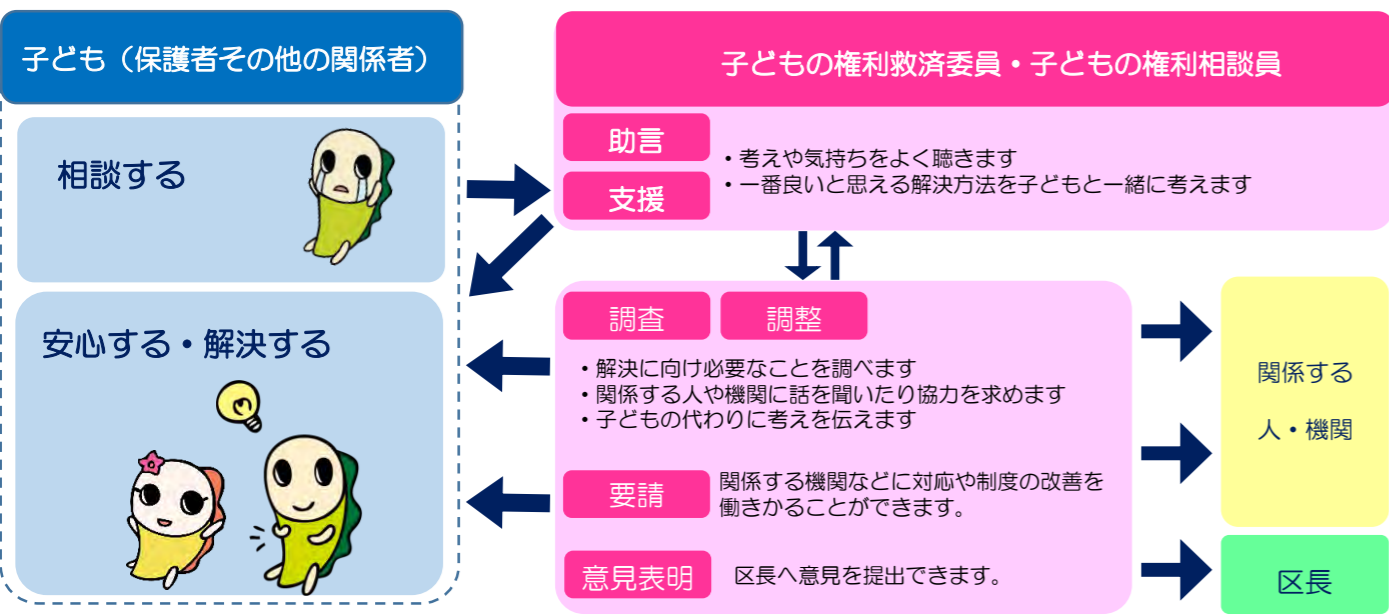 子ども（保護者その他の関係者）
相談する
安心する・解決する
子どもの権利救済委員・子どもの権利相談員
助言
支援
・考えや気持ちをよく聴きます
・一番良いと思える解決方法を子どもと一緒に考えます
調査
調整
・解決に向け必要なことを調べます
・関係する人や機関に話を聞いたり協力を求めます
・子どもの代わりに考えを伝えます
要請
関係する機関などに対応や制度の改善を
働きかることができます。
意見表明
区長へ意見を提出できます。
関係する
人・機関
区長